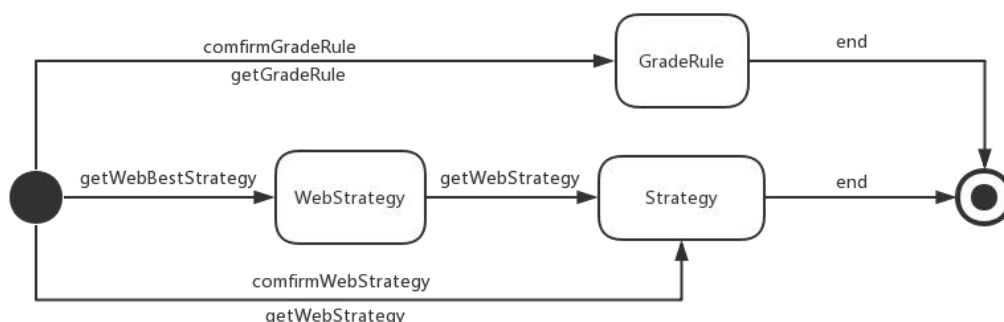 comfirmGradeRule
getGradeRule
GradeRule
end
getWebBestStrategy
WebStrategy
getWebStrategy
Strategy
end
comfirmWebStrategy
getWebStrategy